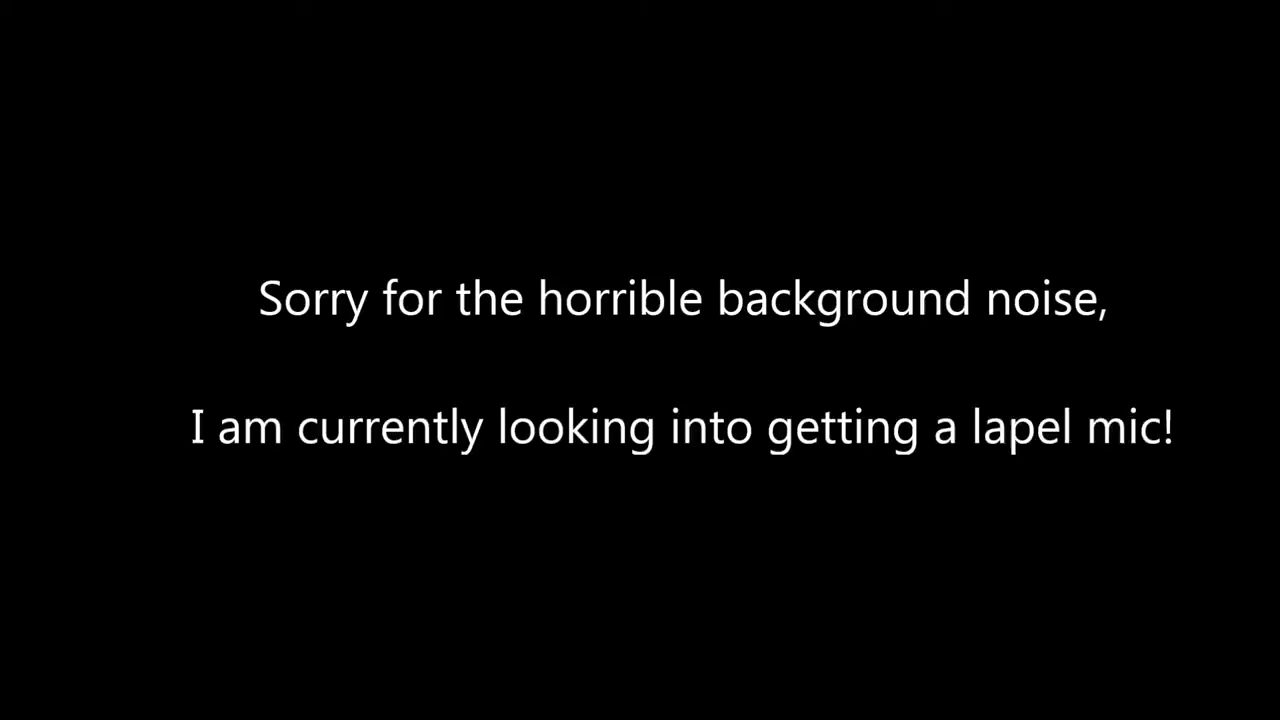 Sorry for the horrible background noise,
I am currently looking into getting a lapel mic!